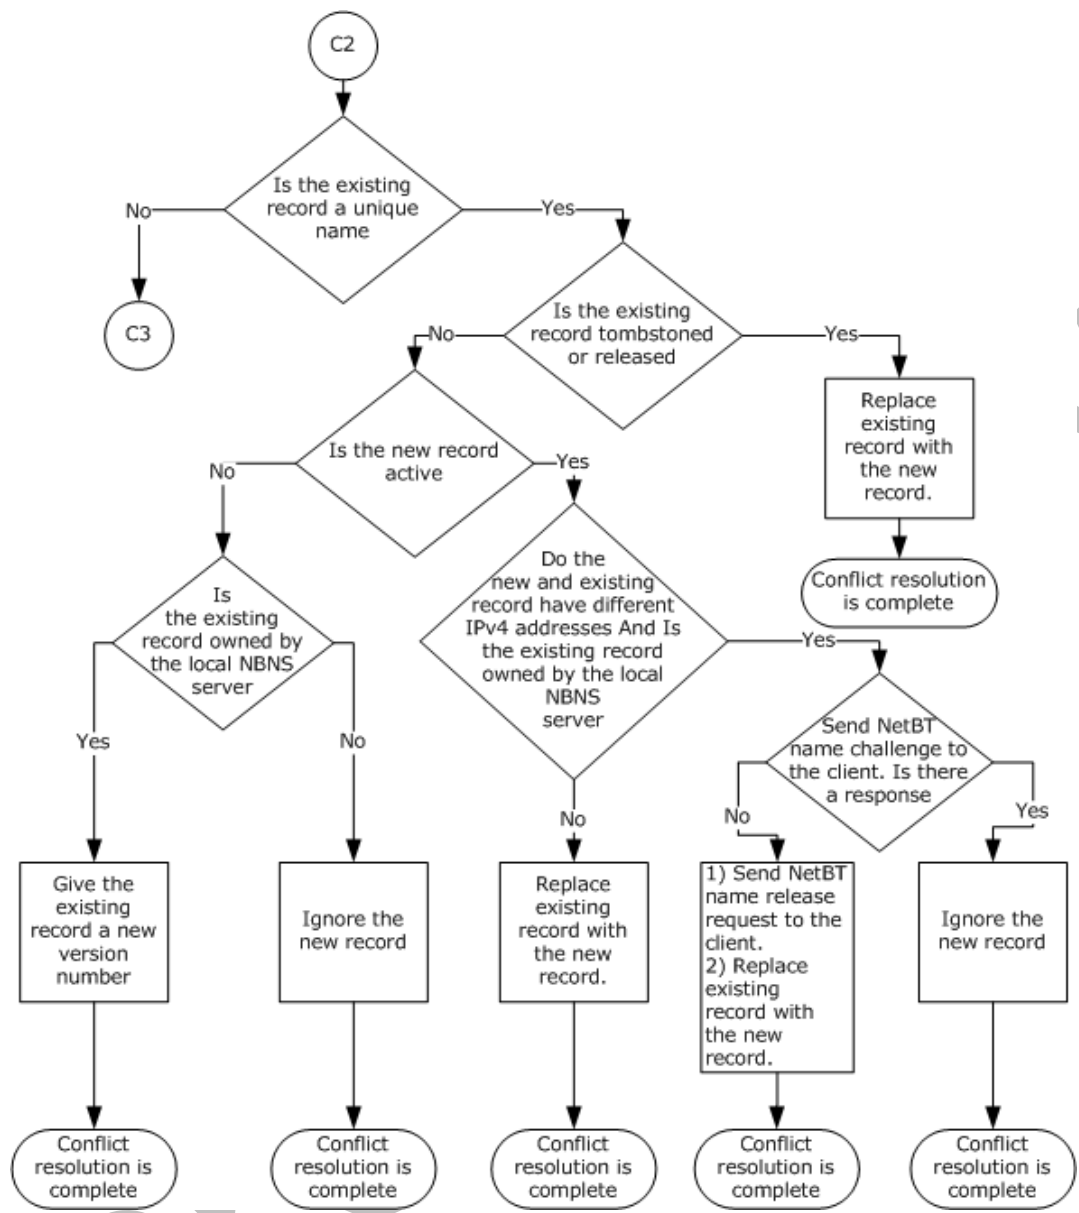 C2
Is the existing
record a unique
name
No
Yes
C3
Is the existing
record tombstoned
or released
No
Yes
Replace
existing
record with
the new
record.
Conflict resolution
is complete
Is the new record
active
No
Yes
Is
the existing
record owned by
the local NBNS
server
Yes
No
Do the
new and existing
record have different
IPv4 addresses And Is
the existing record
owned by the local
NBNS
server
Yes
No
Send NetBT
name challenge to
the client. Is there
a response
No
Yes
Give the
existing
record a new
version
number
Ignore the
new record
Replace
existing
record with
the new
record.
1) Send NetBT
name release
request to the
client.
2) Replace
existing
record with
the new
record.
Ignore the
new record
Conflict
resolution is
complete
Conflict
resolution is
complete
Conflict
resolution is
complete
Conflict
resolution is
complete
Conflict
resolution is
complete